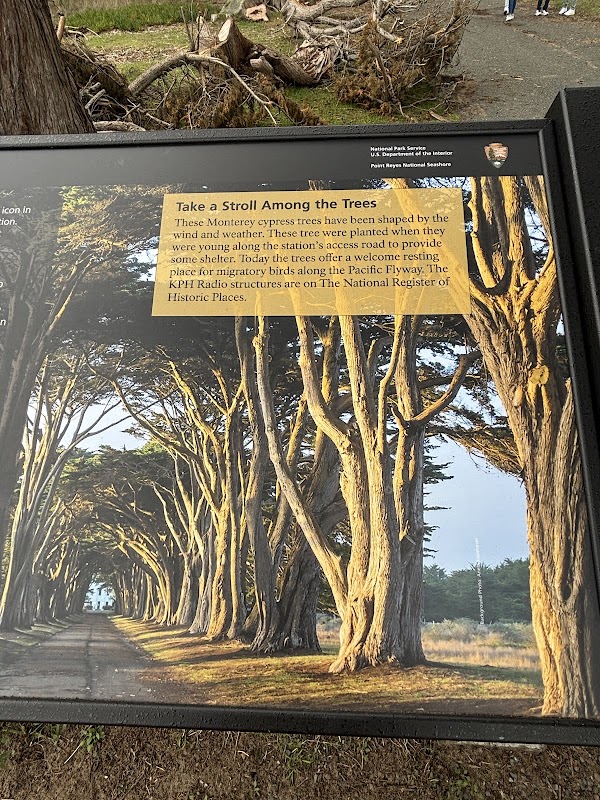 National Park Service
U.S. Department of the Interior
Point Reyes National Seashore
icon in
tion.
Take a Stroll Among the Trees
These Monterey cypress trees have been shaped by the
wind and weather. These tree were planted when they
were young along the station's access road to provide
some shelter. Today the trees offer a welcome resting
place for migratory birds along the Pacific Flyway. The
KPH Radio structures are on The National Register of
Historic Places.